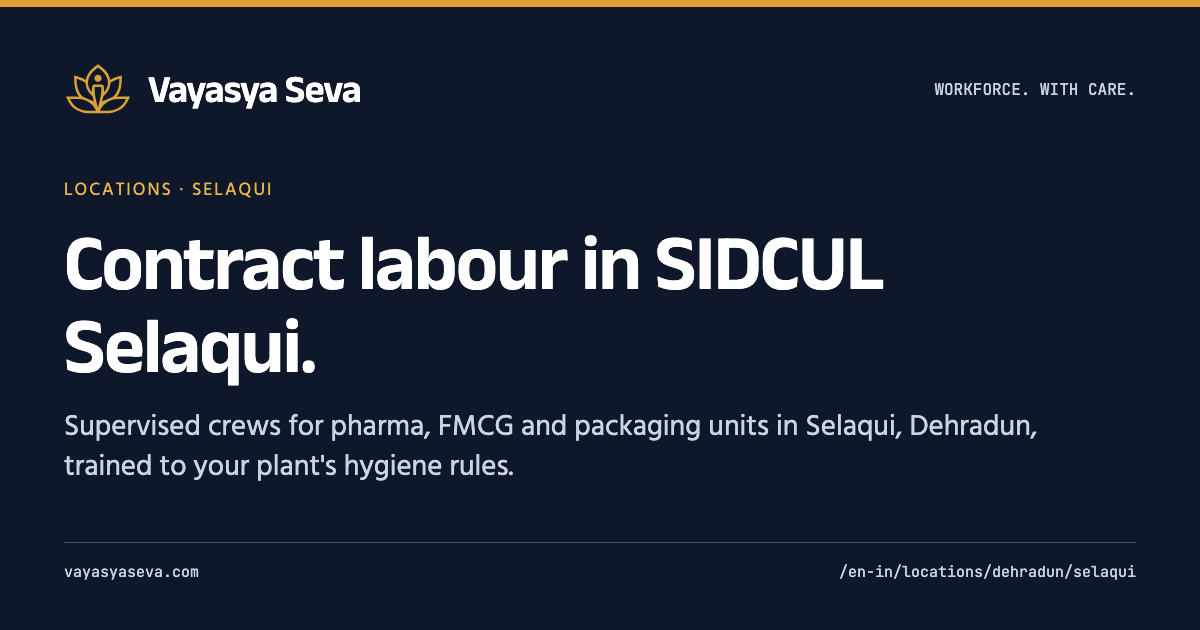 Vayasya Seva
WORKFORCE. WITH CARE.
LOCATIONS · SELAQUI
Contract labour in SIDCUL
Selaqui.
Supervised crews for pharma, FMCG and packaging units in Selaqui, Dehradun,
trained to your plant's hygiene rules.
vayasyaseva.com
/en-in/locations/dehradun/selaqui